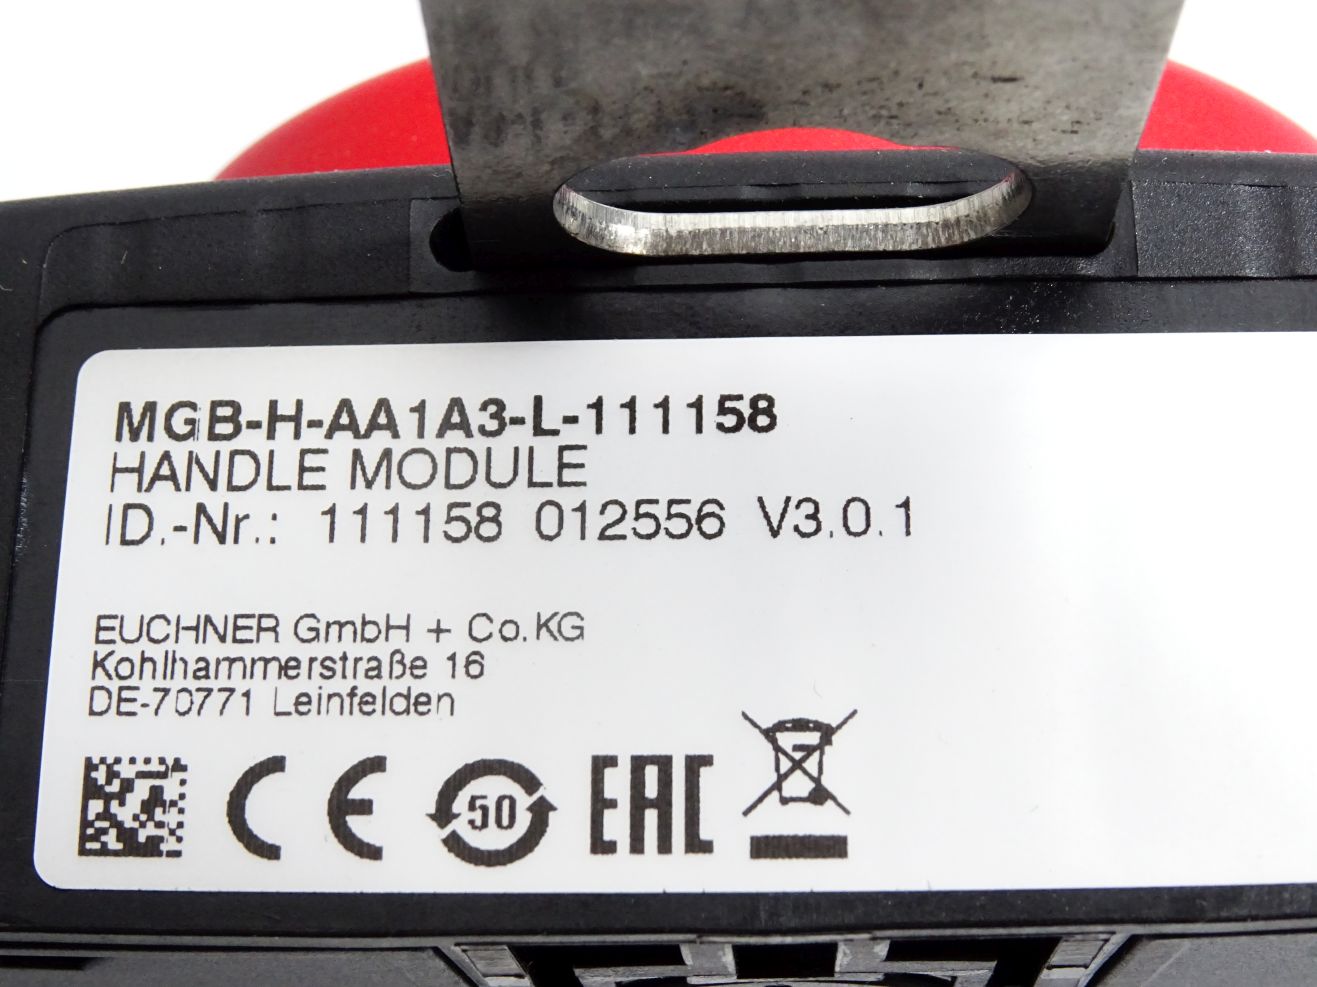 MGB-H-AA1A3-L-111158
HANDLE MODULE
ID.-Nr.: 111158 012556 V3.0.1
EUCHNER GmbH + Co.KG
Kohlhammerstraße 16
DE-70771 Leinfelden
CE 50 EAC